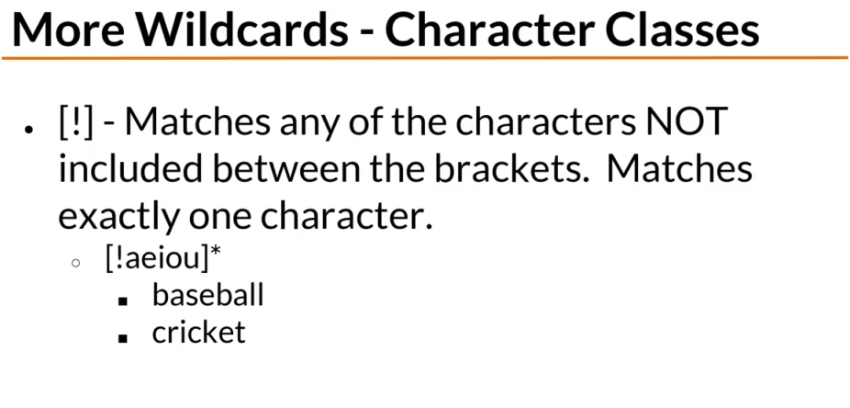 More Wildcards - Character Classes
• [!] - Matches any of the characters NOT
included between the brackets.  Matches
exactly one character.
○ [!aeiou]*
■ baseball
■ cricket